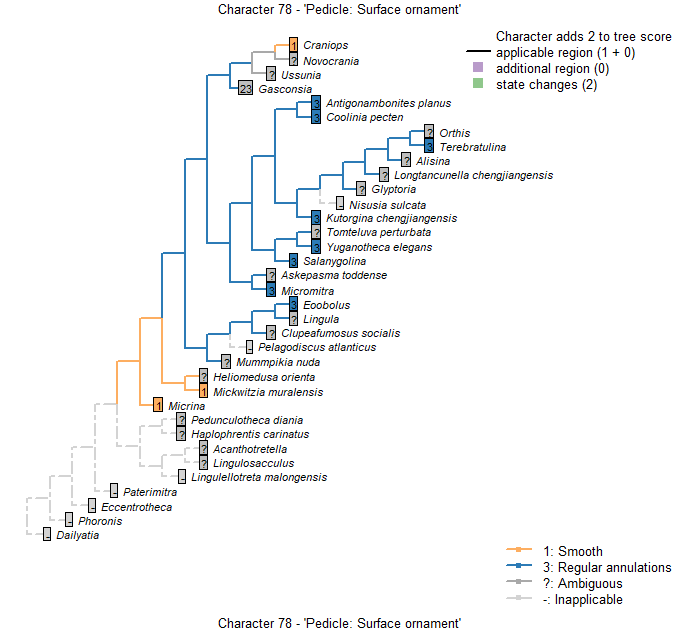 Character 78 - 'Pedicle: Surface ornament'
Character adds 2 to tree score
applicable region (1 + 0)
additional region (0)
state changes (2)
1 Craniops
? Novocrania
? Ussunia
23 Gasconsia
3 Antigonambonites planus
3 Coolinia pecten
? Orthis
3 Terebratulina
? Alisina
? Longtancunella chengjiangensis
? Glyptoria
- Nisusia sulcata
3 Kutorgina chengjiangensis
? Tomteluva perturbata
3 Yuganotheca elegans
3 Salanygolina
? Askepasma toddense
3 Micromitra
3 Eoobolus
? Lingula
? Clupeafumosus socialis
- Pelagodiscus atlanticus
? Mummpikia nuda
? Heliomedusa orienta
1 Mickwitzia muralensis
1 Micrina
? Pedunculotheca diania
? Haplophrentis carinatus
? Acanthotretella
? Lingulosacculus
- Lingulellotreta malongensis
- Paterimitra
- Eccentrotheca
- Phoronis
- Dailyatia
1: Smooth
3: Regular annulations
?: Ambiguous
-: Inapplicable
Character 78 - 'Pedicle: Surface ornament'